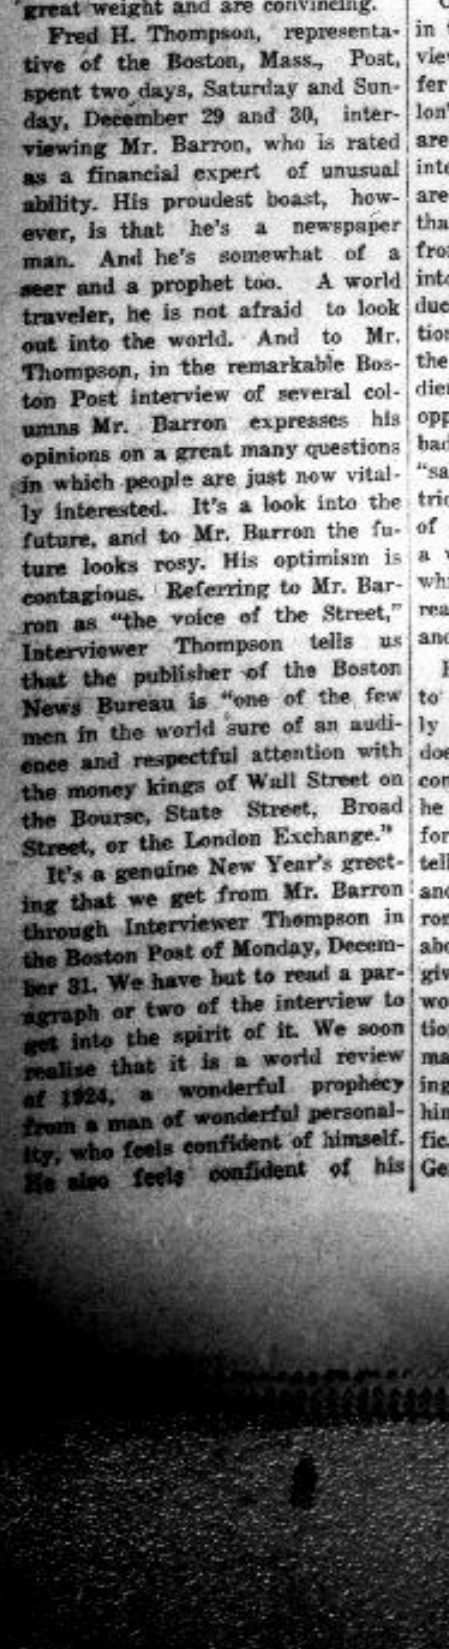 great weight and are convincing.
Fred H. Thompson, representa-
tive of the Boston, Mass., Post,
spent two days, Saturday and Sun-
day, December 29 and 30, inter-
viewing Mr. Barron, who is rated
as a financial expert of unusual
ability. His proudest boast, how-
ever, is that he's a newspaper
man. And he's somewhat of a
seer and a prophet too. A world
traveler, he is not afraid to look
out into the world. And to Mr.
Thompson, in the remarkable Bos-
ton Post interview of several col-
umns Mr. Barron expresses his
opinions on a great many questions
in which people are just now vital-
ly interested. It's a look into the
future, and to Mr. Barron the fu-
ture looks rosy. His optimism is
contagious. Referring to Mr. Bar-
ron as "the voice of the Street,"
Interviewer Thompson tells us
that the publisher of the Boston
News Bureau is "one of the few
men in the world sure of an audi-
ence and respectful attention with
the money kings of Wall Street on
the Bourse, State Street, Broad
Street, or the London Exchange."
It's a genuine New Year's greet-
ing that we get from Mr. Barron
through Interviewer Thompson in
the Boston Post of Monday, Decem-
ber 31. We have but to read a par-
agraph or two of the interview to
get into the spirit of it. We soon
realise that it is a world review
of 1924, a wonderful prophecy
from a man of wonderful personal-
ity, who feels confident of himself.
He also feels confident of his